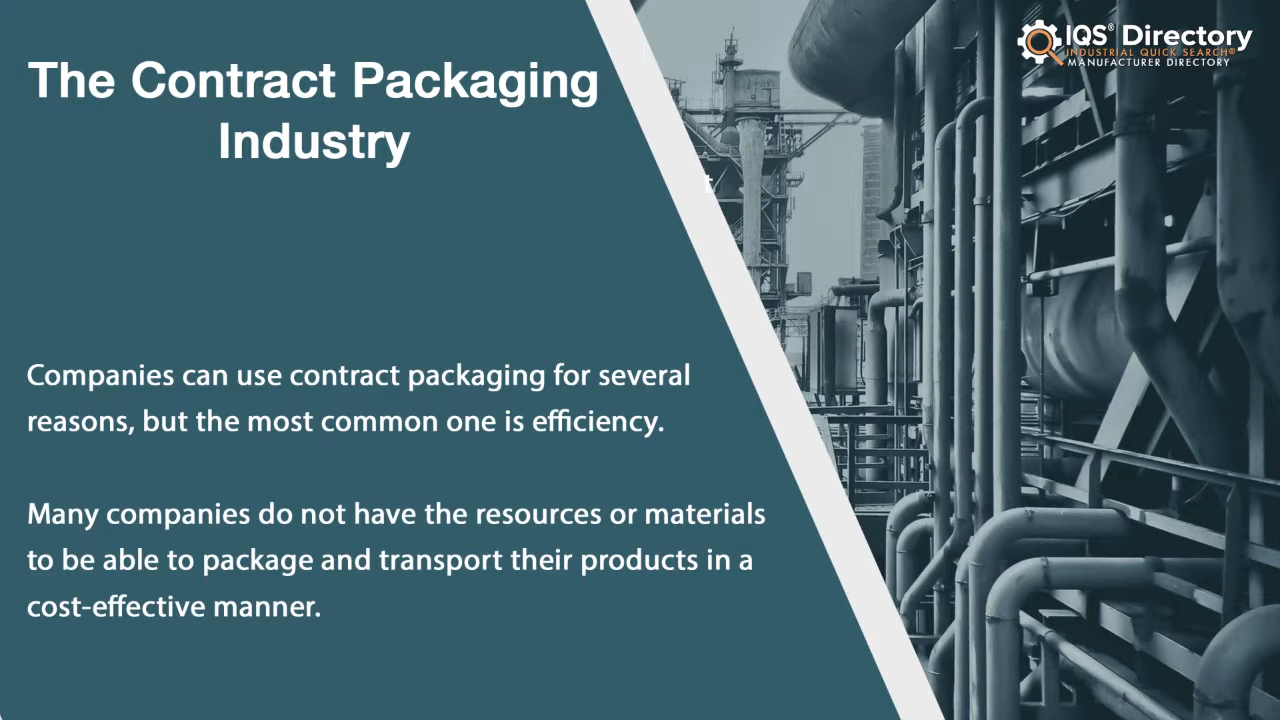 The Contract Packaging
Industry
IQS® Directory
INDUSTRIAL QUICK SEARCH®
MANUFACTURER DIRECTORY
t
Companies can use contract packaging for several
reasons, but the most common one is efficiency.
Many companies do not have the resources or materials
to be able to package and transport their products in a
cost-effective manner.